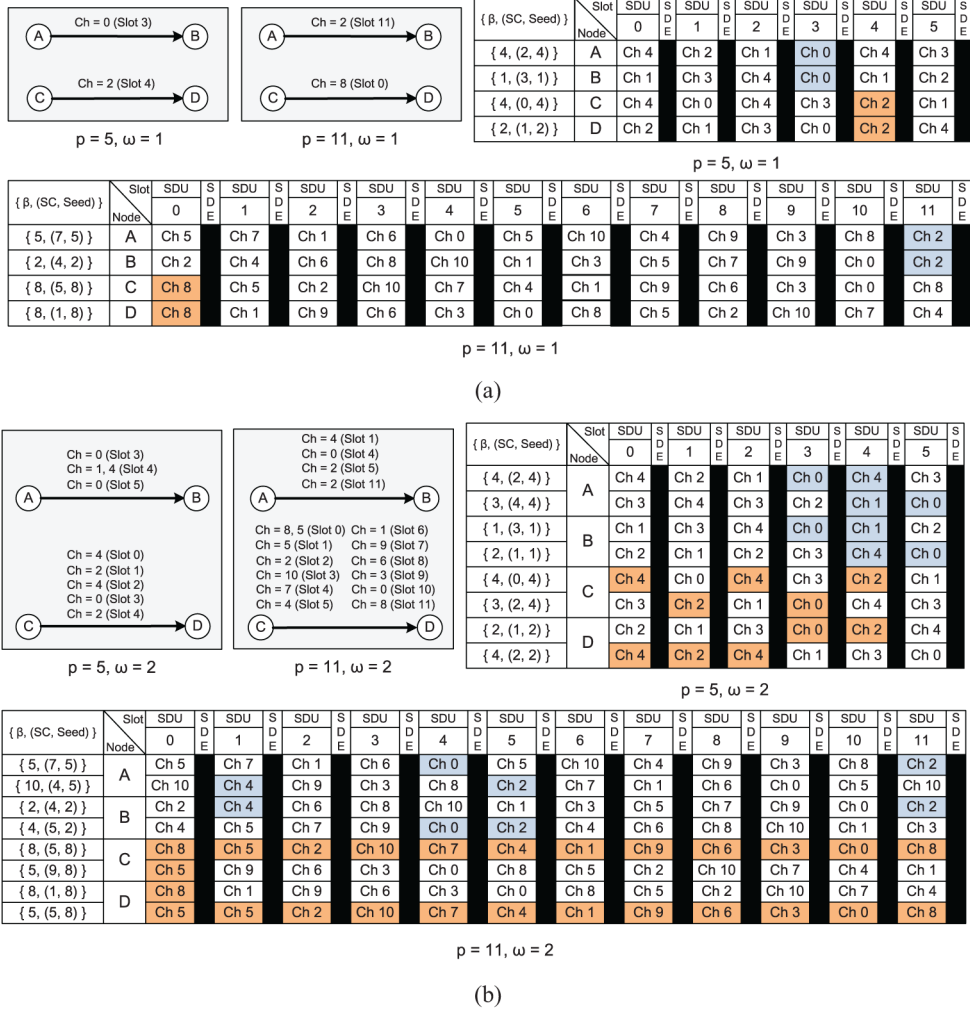 Ch = 0 (Slot 3)
A B
Ch = 2 (Slot 4)
C D
p = 5, ω = 1
Ch = 2 (Slot 11)
A B
Ch = 8 (Slot 0)
C D
p = 11, ω = 1
{ β, (SC, Seed) } Slot Node SDU 0 SDE SDU 1 SDE SDU 2 SDE SDU 3 SDE SDU 4 SDE SDU 5 SDE
{ 4, (2, 4) } A Ch 4 Ch 2 Ch 1 Ch 0 Ch 4 Ch 3
{ 1, (3, 1) } B Ch 1 Ch 3 Ch 4 Ch 0 Ch 1 Ch 2
{ 4, (0, 4) } C Ch 4 Ch 0 Ch 4 Ch 3 Ch 2 Ch 1
{ 2, (1, 2) } D Ch 2 Ch 1 Ch 3 Ch 0 Ch 2 Ch 4
p = 5, ω = 1
{ β, (SC, Seed) } Slot Node SDU 0 SDE SDU 1 SDE SDU 2 SDE SDU 3 SDE SDU 4 SDE SDU 5 SDE SDU 6 SDE SDU 7 SDE SDU 8 SDE SDU 9 SDE SDU 10 SDE SDU 11 SDE
{ 5, (7, 5) } A Ch 5 Ch 7 Ch 1 Ch 6 Ch 0 Ch 5 Ch 10 Ch 4 Ch 9 Ch 3 Ch 8 Ch 2
{ 2, (4, 2) } B Ch 2 Ch 4 Ch 6 Ch 8 Ch 10 Ch 1 Ch 3 Ch 5 Ch 7 Ch 9 Ch 0 Ch 2
{ 8, (5, 8) } C Ch 8 Ch 5 Ch 2 Ch 10 Ch 7 Ch 4 Ch 1 Ch 9 Ch 6 Ch 3 Ch 0 Ch 8
{ 8, (1, 8) } D Ch 8 Ch 1 Ch 9 Ch 6 Ch 3 Ch 0 Ch 8 Ch 5 Ch 2 Ch 10 Ch 7 Ch 4
p = 11, ω = 1
(a)
Ch = 0 (Slot 3)
Ch = 1, 4 (Slot 4)
Ch = 0 (Slot 5)
A B
Ch = 4 (Slot 0)
Ch = 2 (Slot 1)
Ch = 4 (Slot 2)
Ch = 0 (Slot 3)
Ch = 2 (Slot 4)
C D
p = 5, ω = 2
Ch = 4 (Slot 1)
Ch = 0 (Slot 4)
Ch = 2 (Slot 5)
Ch = 2 (Slot 11)
A B
Ch = 8, 5 (Slot 0) Ch = 1 (Slot 6)
Ch = 5 (Slot 1) Ch = 9 (Slot 7)
Ch = 2 (Slot 2) Ch = 6 (Slot 8)
Ch = 10 (Slot 3) Ch = 3 (Slot 9)
Ch = 7 (Slot 4) Ch = 0 (Slot 10)
Ch = 4 (Slot 5) Ch = 8 (Slot 11)
C D
p = 11, ω = 2
{ β, (SC, Seed) } Slot Node SDU 0 SDE SDU 1 SDE SDU 2 SDE SDU 3 SDE SDU 4 SDE SDU 5 SDE
{ 4, (2, 4) } A Ch 4 Ch 2 Ch 1 Ch 0 Ch 4 Ch 3
{ 3, (4, 4) } Ch 3 Ch 4 Ch 3 Ch 2 Ch 1 Ch 0
{ 1, (3, 1) } B Ch 1 Ch 3 Ch 4 Ch 0 Ch 1 Ch 2
{ 2, (1, 1) } Ch 2 Ch 1 Ch 2 Ch 3 Ch 4 Ch 0
{ 4, (0, 4) } C Ch 4 Ch 0 Ch 4 Ch 3 Ch 2 Ch 1
{ 3, (2, 4) } Ch 3 Ch 2 Ch 1 Ch 0 Ch 4 Ch 3
{ 2, (1, 2) } D Ch 2 Ch 1 Ch 3 Ch 0 Ch 2 Ch 4
{ 4, (2, 2) } Ch 4 Ch 2 Ch 4 Ch 1 Ch 3 Ch 0
p = 5, ω = 2
{ β, (SC, Seed) } Slot Node SDU 0 SDE SDU 1 SDE SDU 2 SDE SDU 3 SDE SDU 4 SDE SDU 5 SDE SDU 6 SDE SDU 7 SDE SDU 8 SDE SDU 9 SDE SDU 10 SDE SDU 11 SDE
{ 5, (7, 5) } A Ch 5 Ch 7 Ch 1 Ch 6 Ch 0 Ch 5 Ch 10 Ch 4 Ch 9 Ch 3 Ch 8 Ch 2
{ 10, (4, 5) } Ch 10 Ch 4 Ch 9 Ch 3 Ch 8 Ch 2 Ch 7 Ch 1 Ch 6 Ch 0 Ch 5 Ch 10
{ 2, (4, 2) } B Ch 2 Ch 4 Ch 6 Ch 8 Ch 10 Ch 1 Ch 3 Ch 5 Ch 7 Ch 9 Ch 0 Ch 2
{ 4, (5, 2) } Ch 4 Ch 5 Ch 7 Ch 9 Ch 0 Ch 2 Ch 4 Ch 6 Ch 8 Ch 10 Ch 1 Ch 3
{ 8, (5, 8) } C Ch 8 Ch 5 Ch 2 Ch 10 Ch 7 Ch 4 Ch 1 Ch 9 Ch 6 Ch 3 Ch 0 Ch 8
{ 5, (9, 8) } Ch 5 Ch 9 Ch 6 Ch 3 Ch 0 Ch 8 Ch 5 Ch 2 Ch 10 Ch 7 Ch 4 Ch 1
{ 8, (1, 8) } D Ch 8 Ch 1 Ch 9 Ch 6 Ch 3 Ch 0 Ch 8 Ch 5 Ch 2 Ch 10 Ch 7 Ch 4
{ 5, (5, 8) } Ch 5 Ch 5 Ch 2 Ch 10 Ch 7 Ch 4 Ch 1 Ch 9 Ch 6 Ch 3 Ch 0 Ch 8
p = 11, ω = 2
(b)